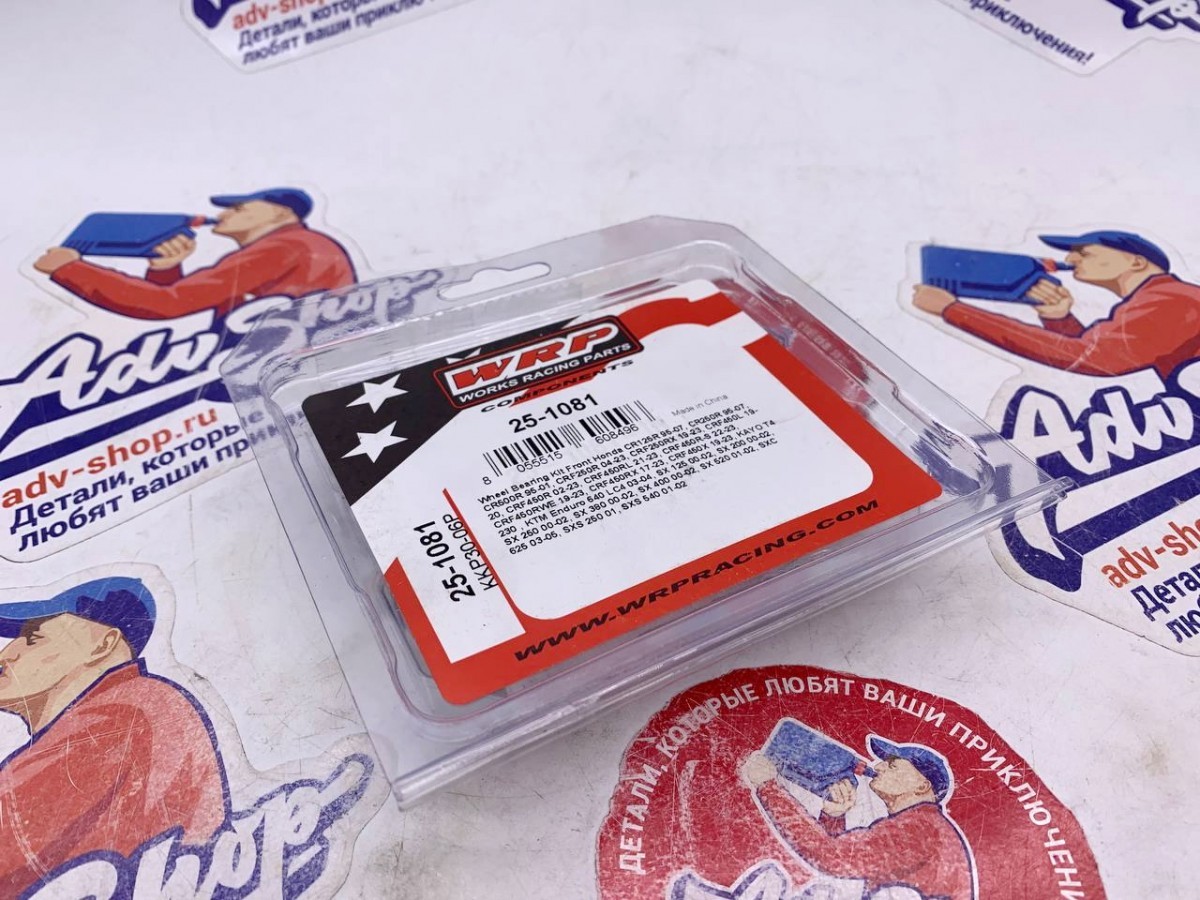 adv-shop
Детали, которы
любят ваши приклю
приключения!
Adv Shop
adv-shop.ru
Детали, которые
любят ваши прик
WRP
WORKS RACING PARTS
COMPONENTS
25-1081
Made in China
8 055515 608496
Wheel Bearing Kit Front Honda CR125R 95-07, CR250R 95-07,
CR500R 95-01, CRF250R 04-23, CRF250RX 19-23, CRF450L 19-
20, CRF450R 02-23, CRF450RL 21-23, CRF450R-S 22-23,
CRF450RWE 19-23, CRF450RX 17-23, CRF450X 19-23, KAYO T4
230 , KTM Enduro 640 LC4 03-04, SX 125 00-02, SX 200 00-02,
SX 250 00-02, SX 380 00-02, SX 400 00-02, SX 520 01-02, SXC
625 03-05, SXS 250 01, SXS 540 01-02
25-1081
KKP30-06P
WWW.WRPRACING.COM
Adv
adv-s
Детал
Shop
ДЕТАЛИ, КОТОРЫЕ ЛЮБЯТ ВАШИ ПРИКЛЮЧЕНИ